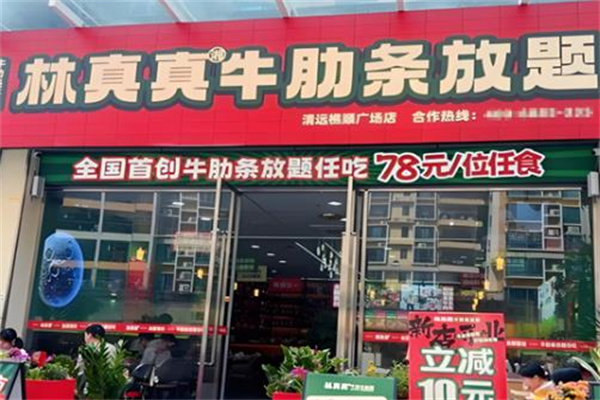 林真真牛肋条放题
清远樵顺广场店 合作热线：
全国首创牛肋条放题任吃 78元/位任食
新店开业
立减
10元